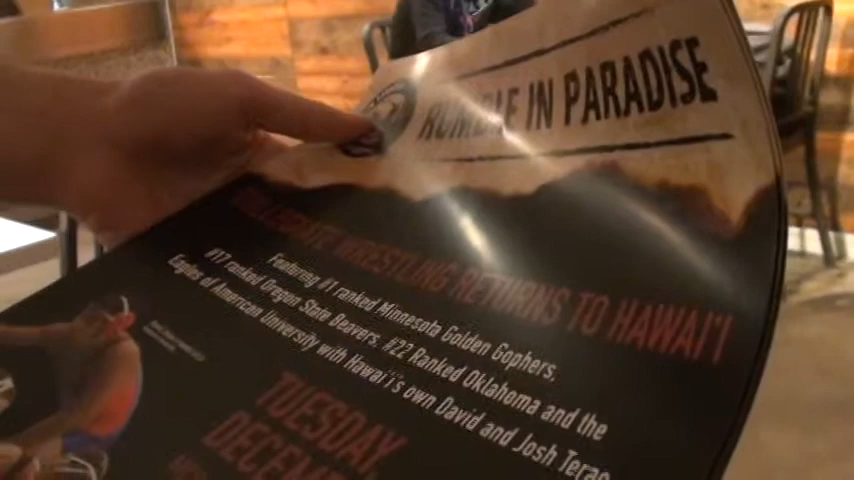 RUMBLE IN PARADISE
COLLEGIATE WRESTLING RETURNS TO HAWAI'I
Featuring #1 ranked Minnesota Golden Gophers,
#17 ranked Oregon State Beavers, #22 Ranked Oklahoma and the
Eagles of American University with Hawai'i's own David and Josh Terao
TUESDAY,